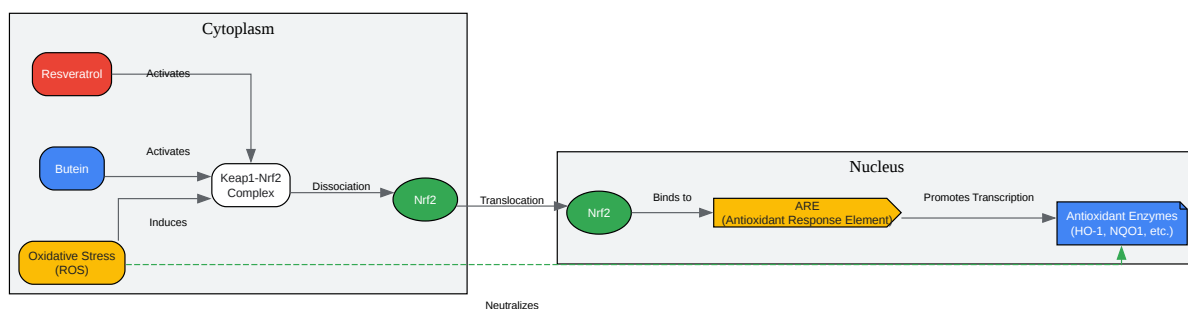 Cytoplasm
Resveratrol
Activates
Butein
Activates
Keap1-Nrf2
Complex
Dissociation
Nrf2
Induces
Oxidative Stress
(ROS)
Translocation
Nucleus
Nrf2
Binds to
ARE
(Antioxidant Response Element)
Promotes Transcription
Antioxidant Enzymes
(HO-1, NQO1, etc.)
Neutralizes